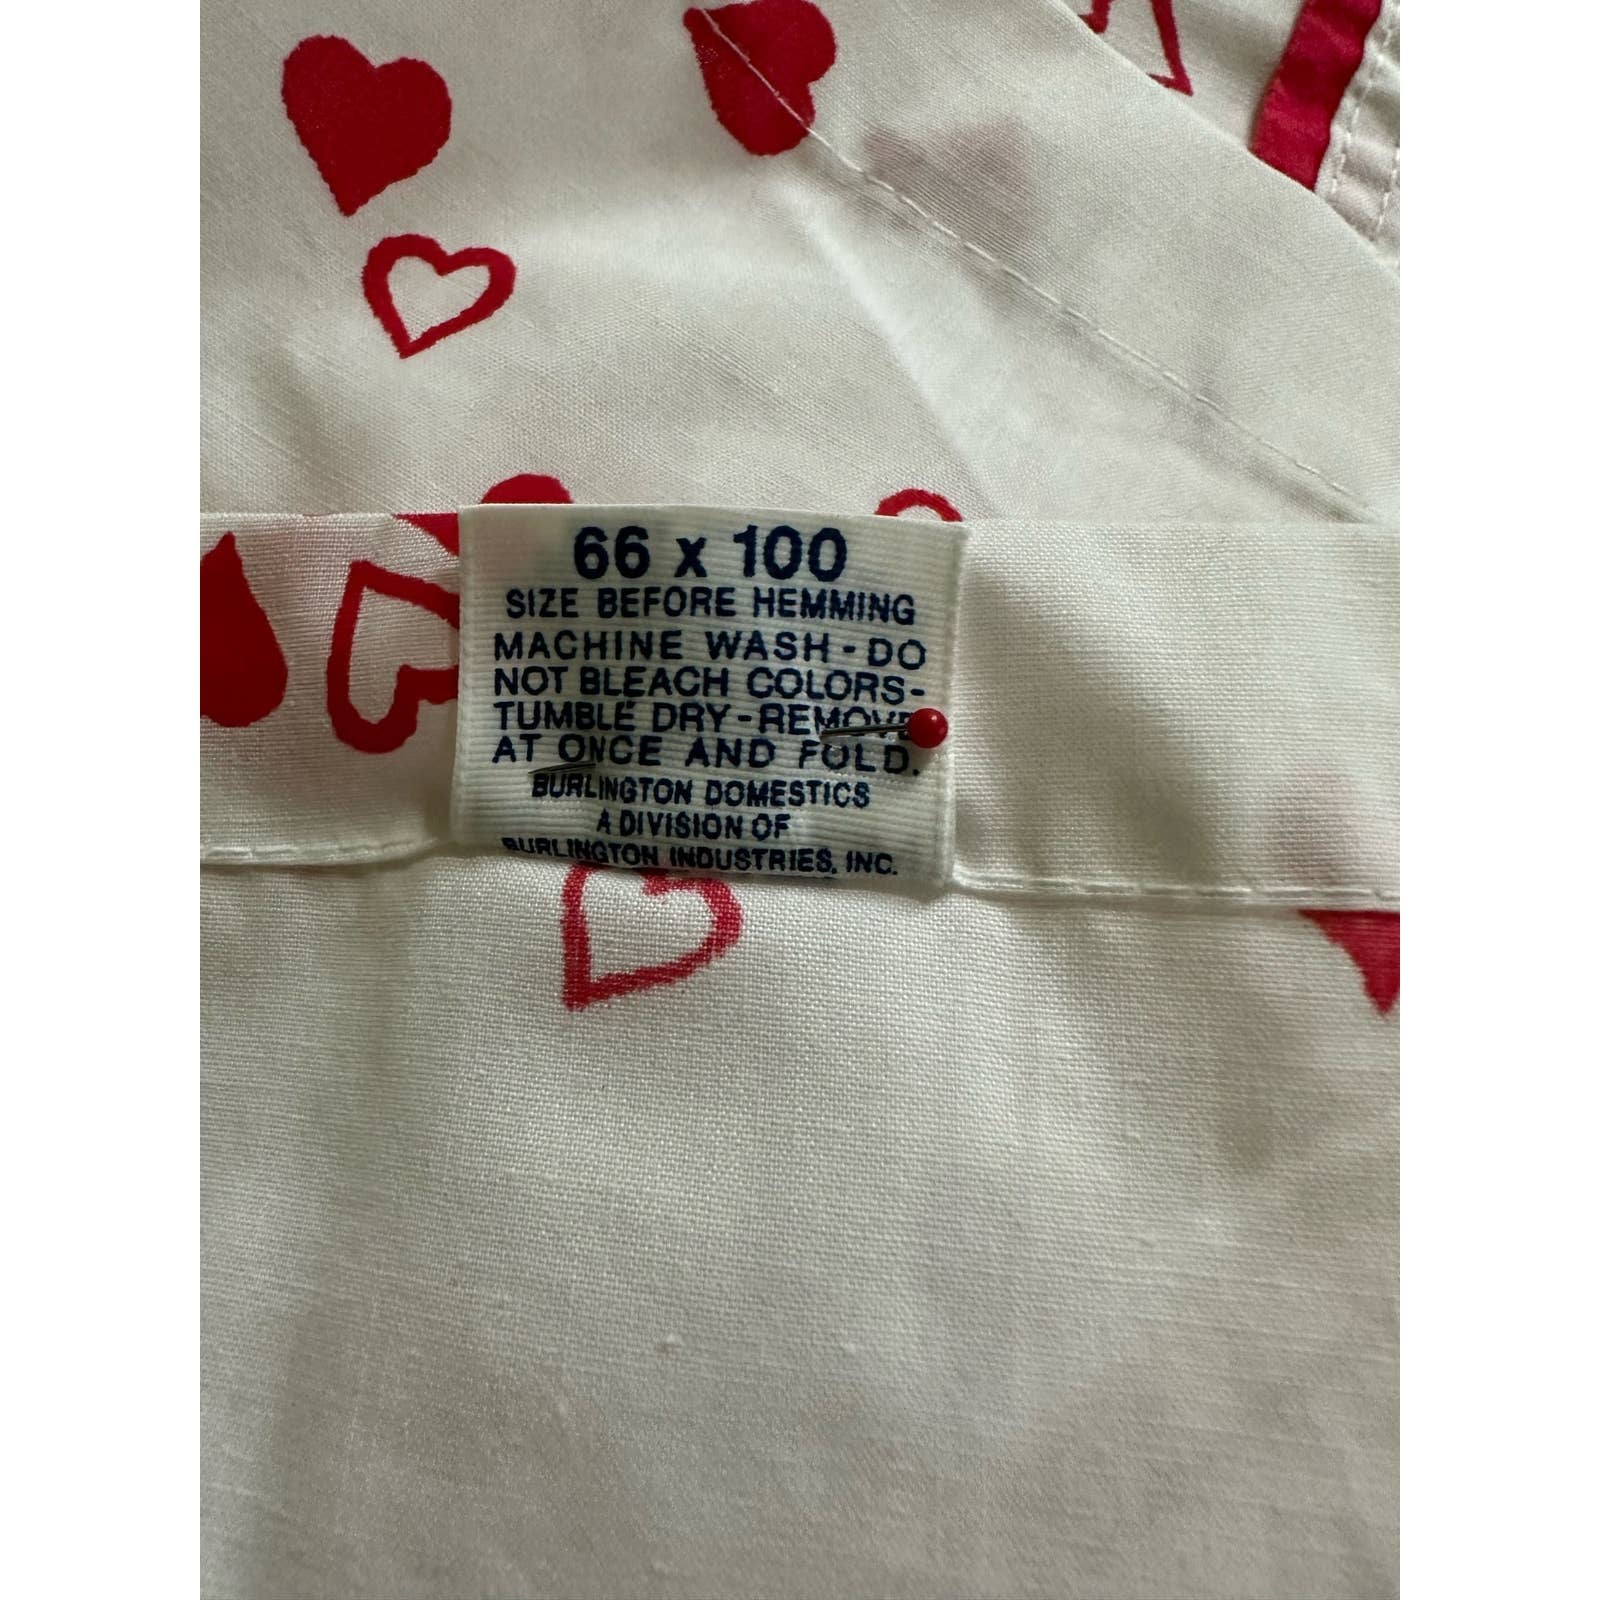 66 x 100
SIZE BEFORE HEMMING
MACHINE WASH - DO
NOT BLEACH COLORS -
TUMBLE DRY - REMOVE
AT ONCE AND FOLD.
BURLINGTON DOMESTICS
A DIVISION OF
BURLINGTON INDUSTRIES, INC.